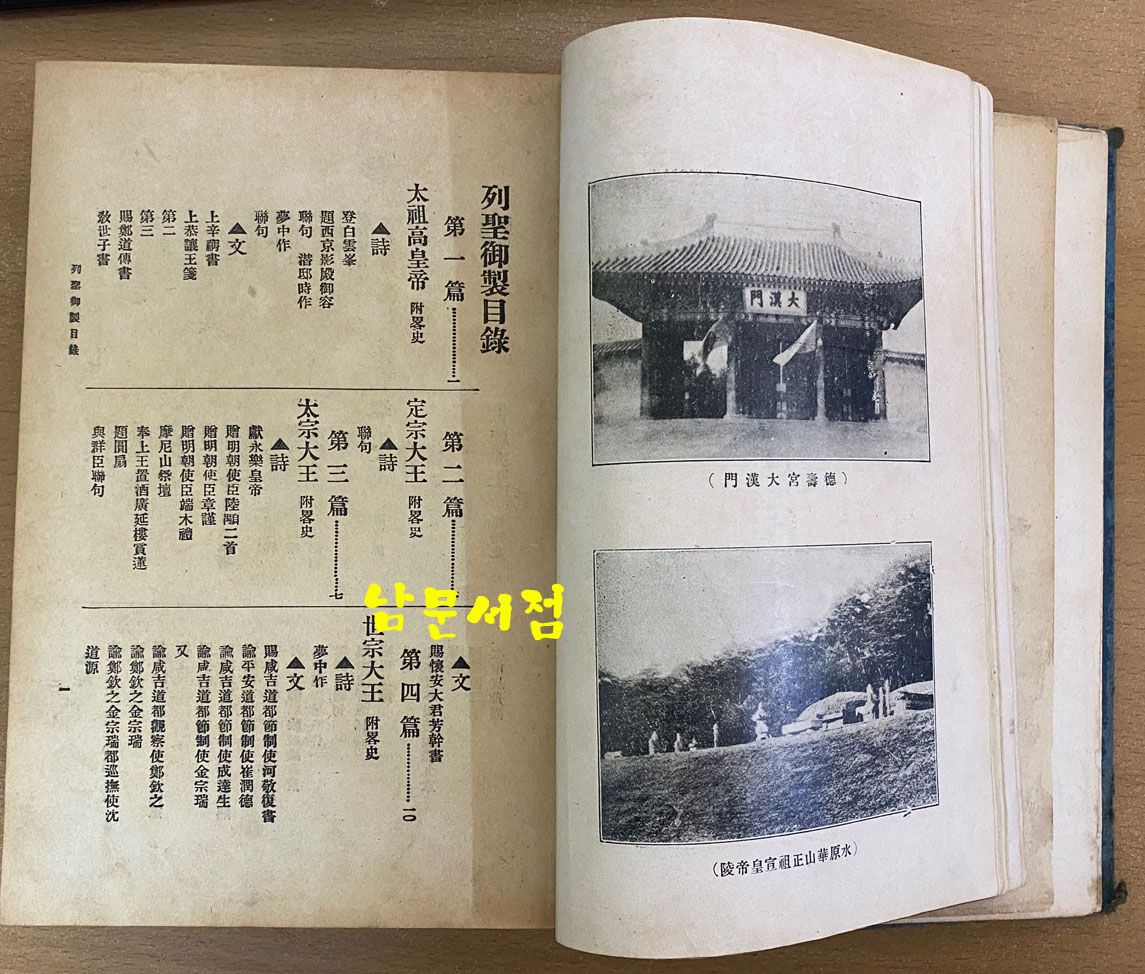 列聖御製目錄
第一篇…………………一
太祖高皇帝 附畧史
▲詩
登白雲峯
題西京影殿御容
聯句 潜邸時作
夢中作
聯句
▲文
上辛禑書
上恭讓王箋
第二
第三
賜鄭道傳書
敎世子書
列聖御製目錄
第二篇
定宗大王 附畧史
▲詩
聯句
第三篇…………………七
太宗大王 附畧史
▲詩
獻永樂皇帝
贈明朝使臣陸顒二首
贈明朝使臣章謹
贈明朝使臣端木禮
摩尼山祭壇
奉上王置酒廣延樓賞蓮
題圓扇
與群臣聯句
▲文
賜懷安大君芳幹書
第四篇…………一〇
世宗大王 附畧史
▲詩
夢中作
▲文
賜咸吉道都節制使河敬復書
諭平安道都節制使崔潤德
諭咸吉道都節制使成達生
諭咸吉道都節制使金宗瑞
又
諭咸吉道都觀察使鄭欽之
諭鄭欽之金宗瑞
諭鄭欽之金宗瑞都巡撫使沈
道源
一
남문서점
門漢大
(門漢大宮壽德)
(陵帝皇宣祖正山華原水)